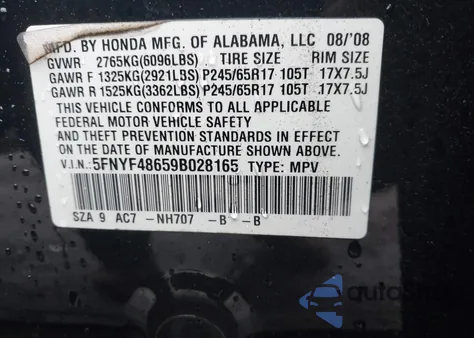 MFD. BY HONDA MFG. OF ALABAMA, LLC 08/'08
GVWR 2765KG(6096LBS) TIRE SIZE RIM SIZE
GAWR F 1325KG(2921LBS) P245/65R17 105T 17X7.5J
GAWR R 1525KG(3362LBS) P245/65R17 105T 17X7.5J
THIS VEHICLE CONFORMS TO ALL APPLICABLE
FEDERAL MOTOR VEHICLE SAFETY
AND THEFT PREVENTION STANDARDS IN EFFECT
ON THE DATE OF MANUFACTURE SHOWN ABOVE.
V.I.N.: 5FNYF48659B028165 TYPE: MPV
SZA 9 AC7 -NH707 -B -B